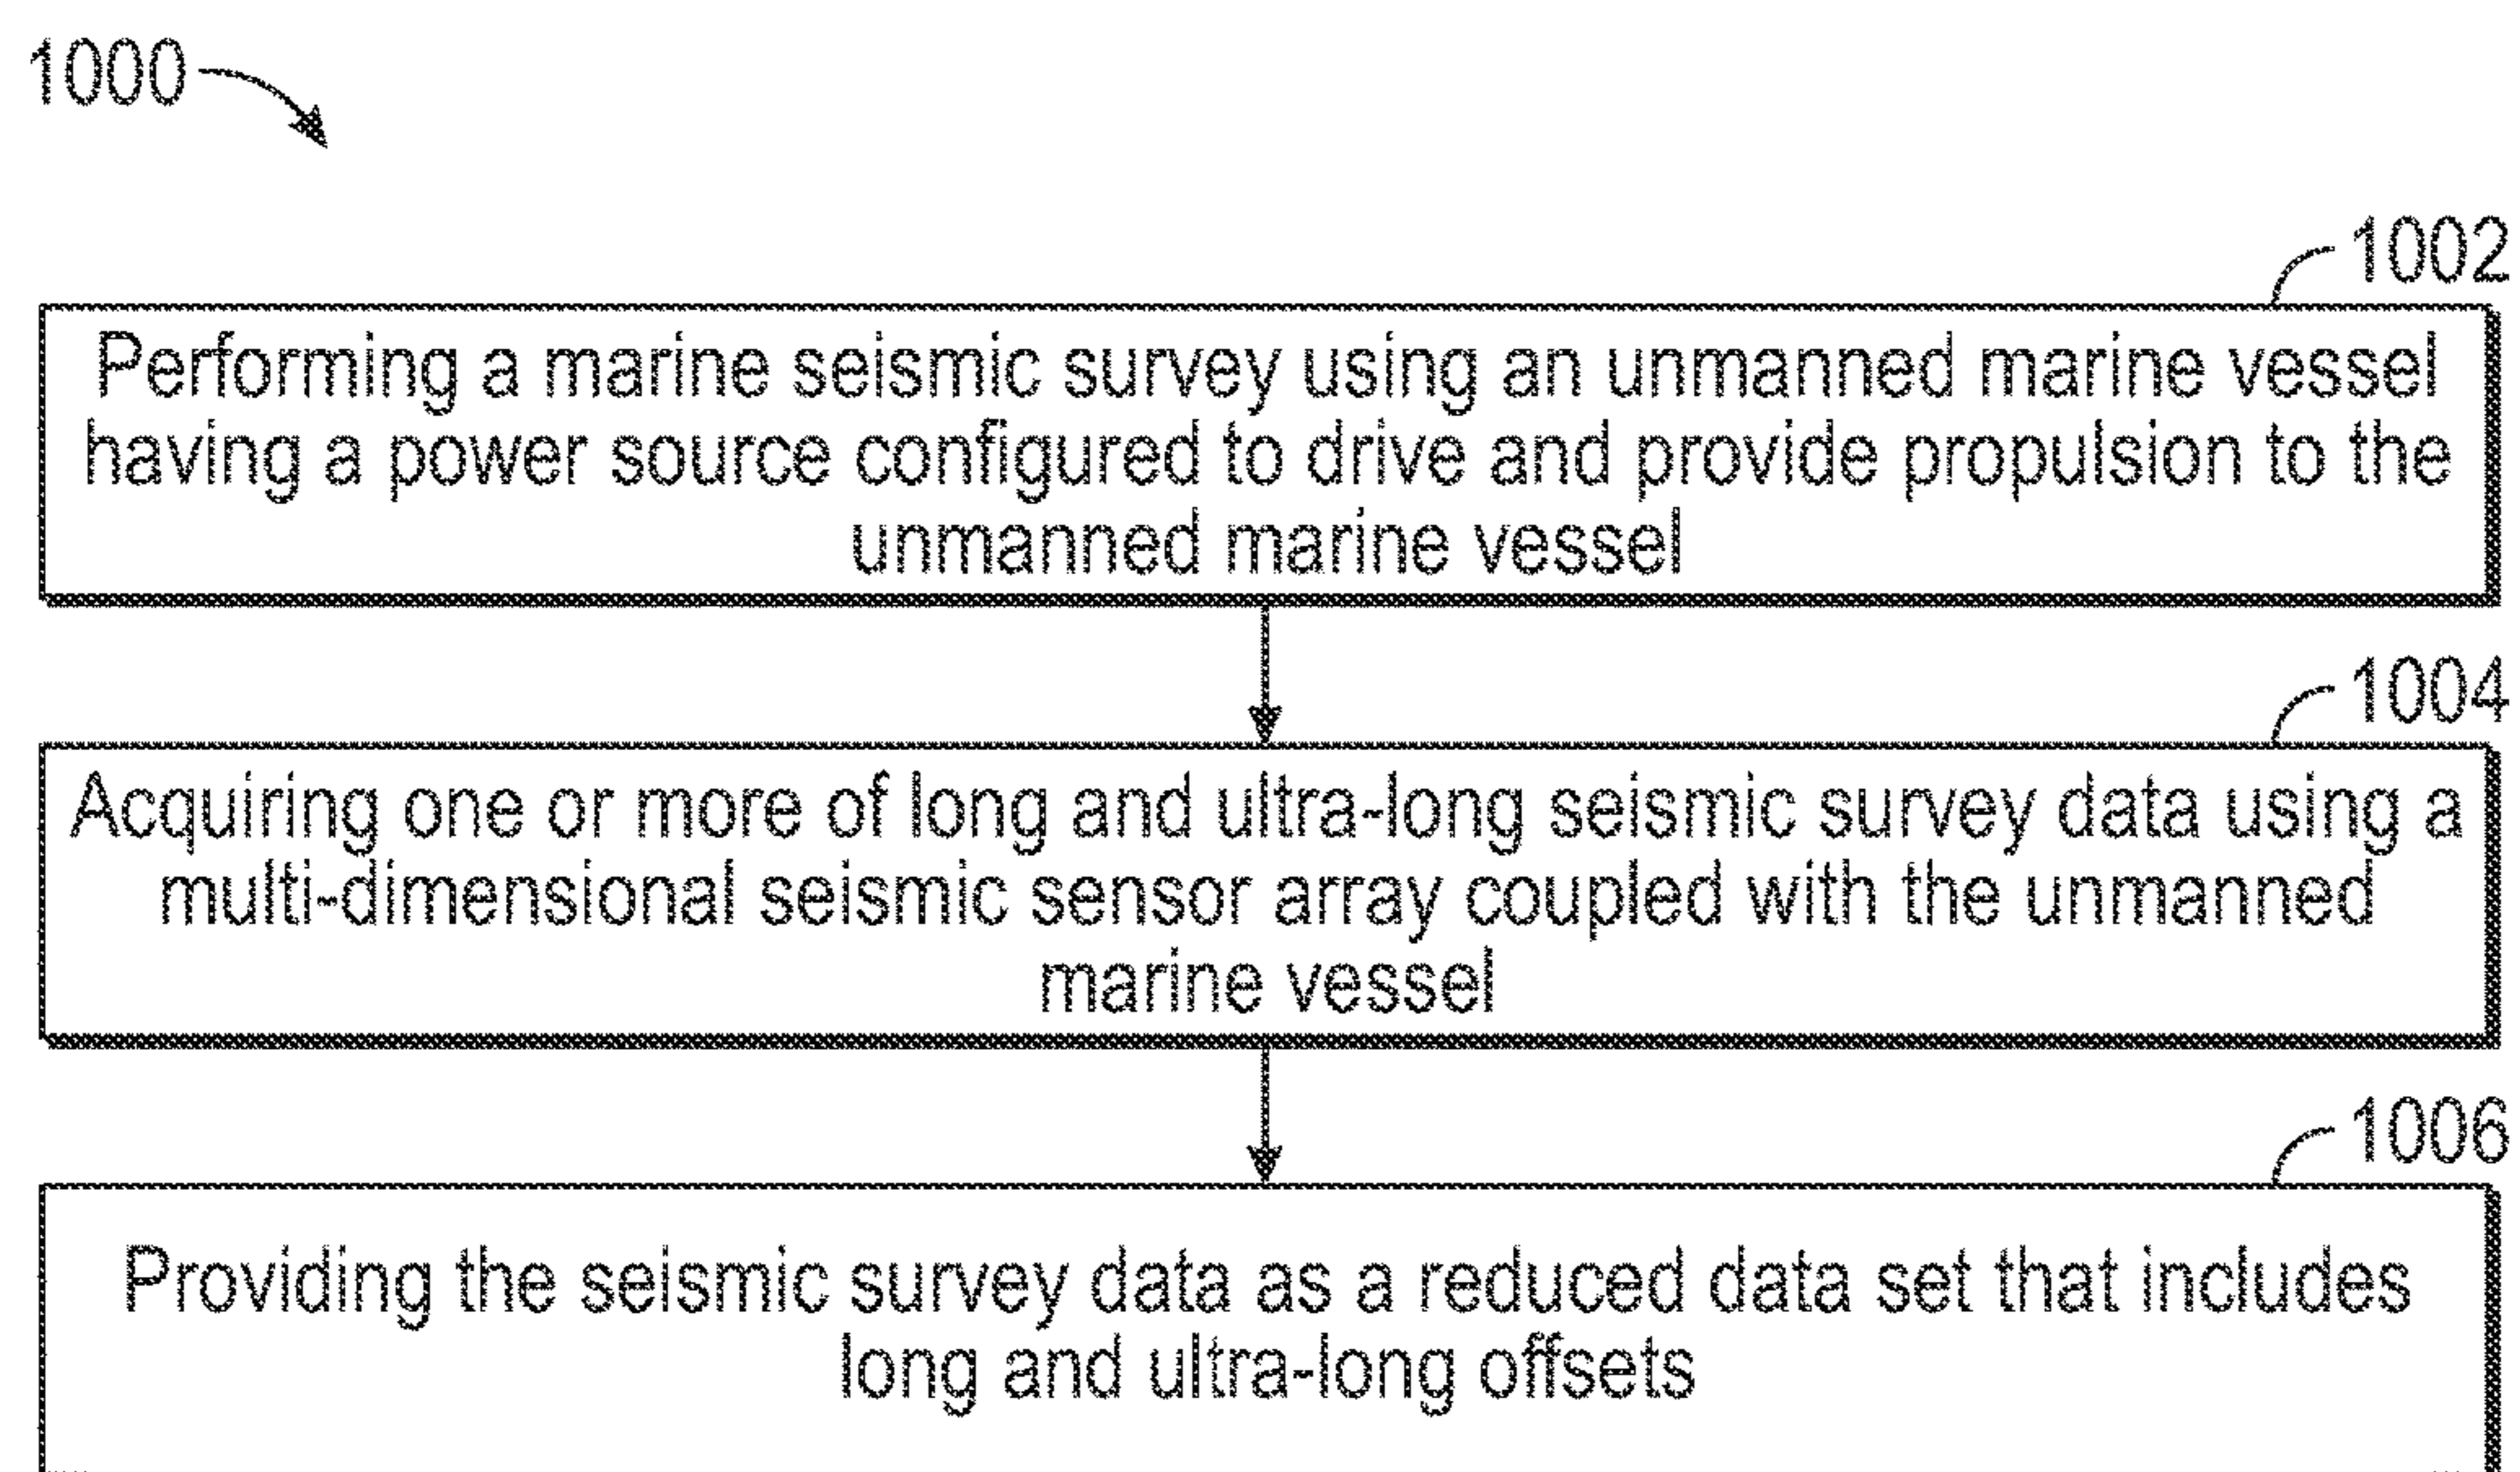 1000
1002
Performing a marine seismic survey using an unmanned marine vessel
having a power source configured to drive and provide propulsion to the
unmanned marine vessel
1004
Acquiring one or more of long and ultra-long seismic survey data using a
multi-dimensional seismic sensor array coupled with the unmanned
marine vessel
1006
Providing the seismic survey data as a reduced data set that includes
long and ultra-long offsets